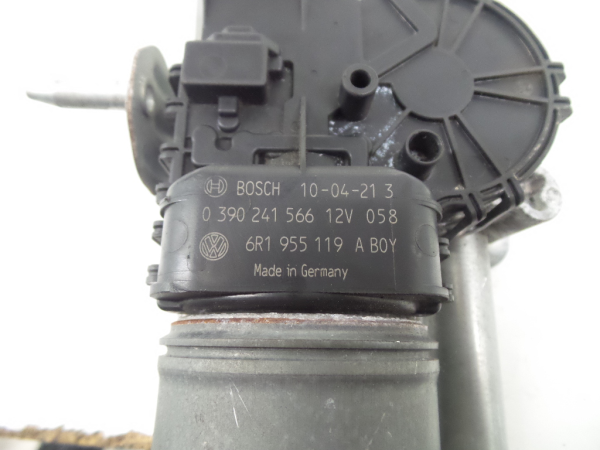 BOSCH 10-04-21 3
0 390 241 566 12V 058
6R1 955 119 A BOY
Made in Germany